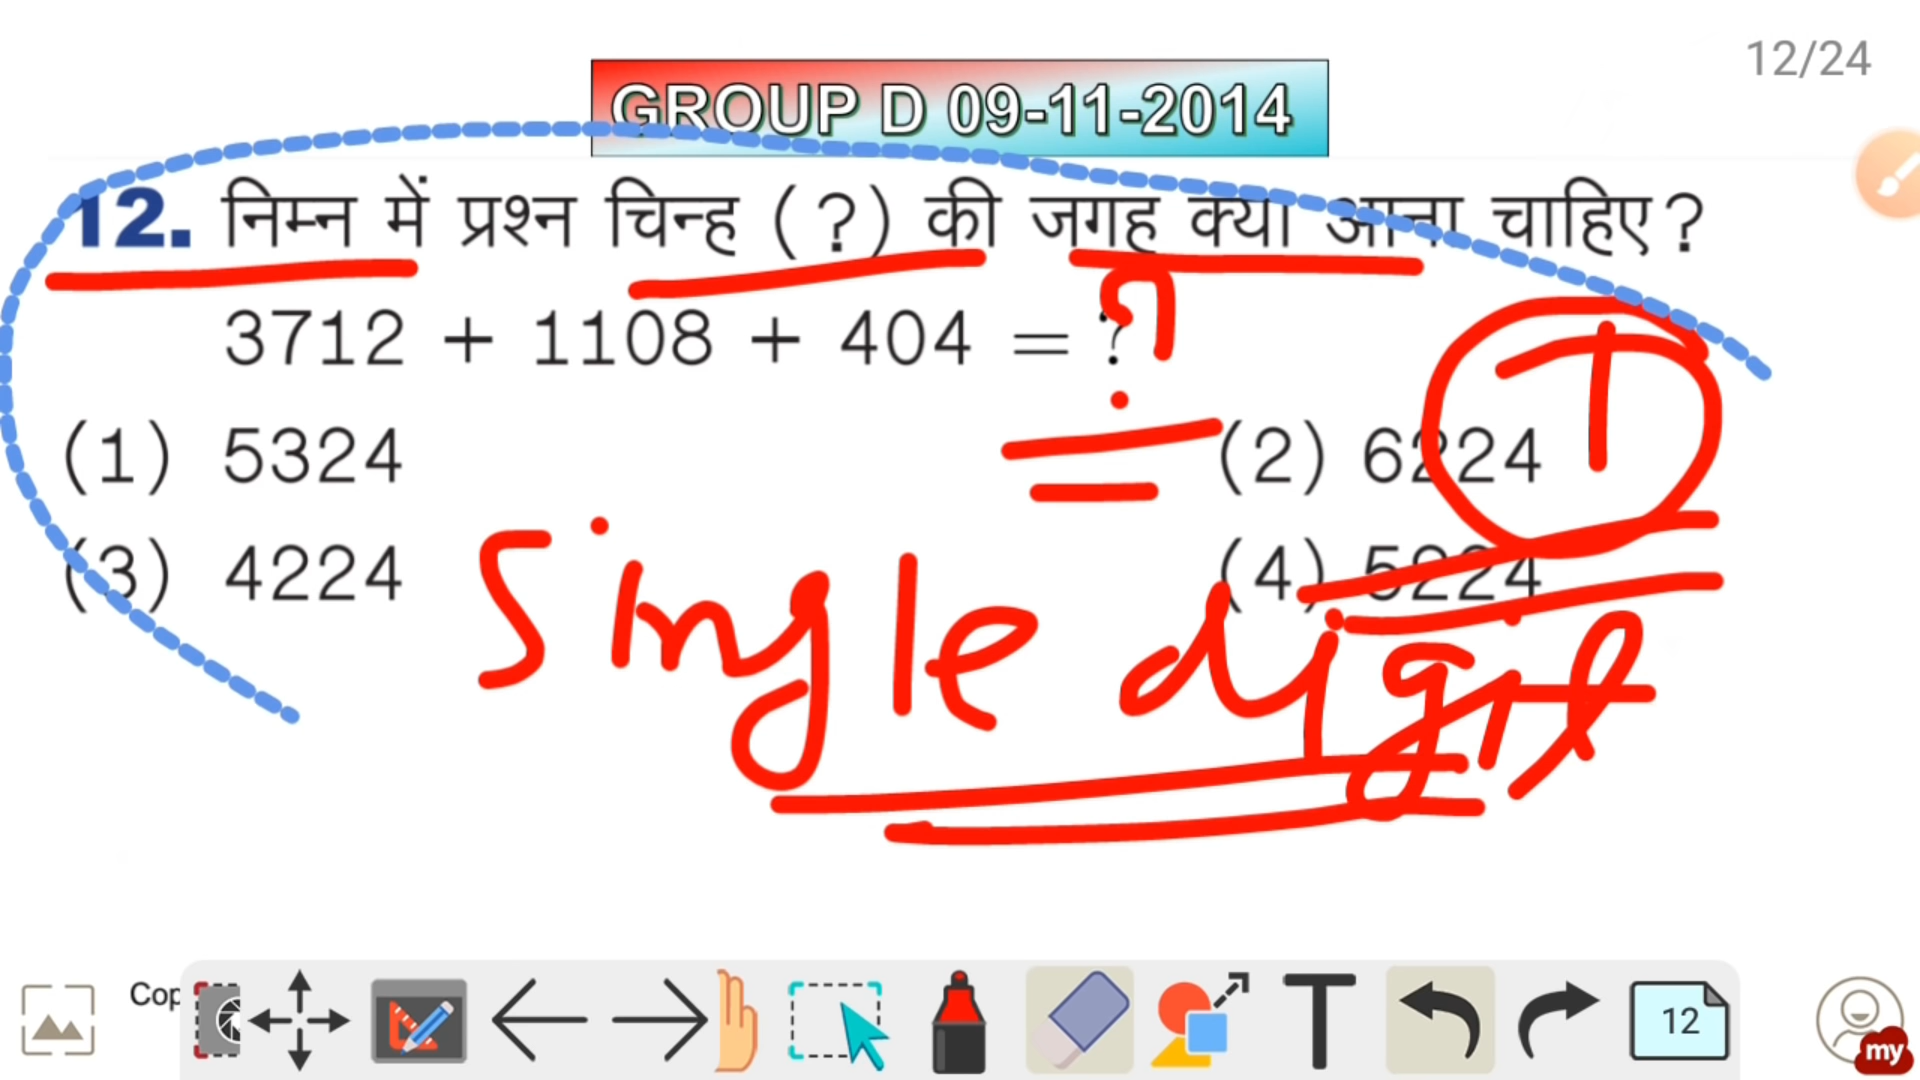 12/24
GROUP D 09-11-2014
12. निम्न में प्रश्न चिन्ह (?) की जगह क्या आना चाहिए?
3712 + 1108 + 404 = ?
?
(1) 5324 (2) 6224
T
(3) 4224 (4) 5224
Single digit
Cop
T
12
my